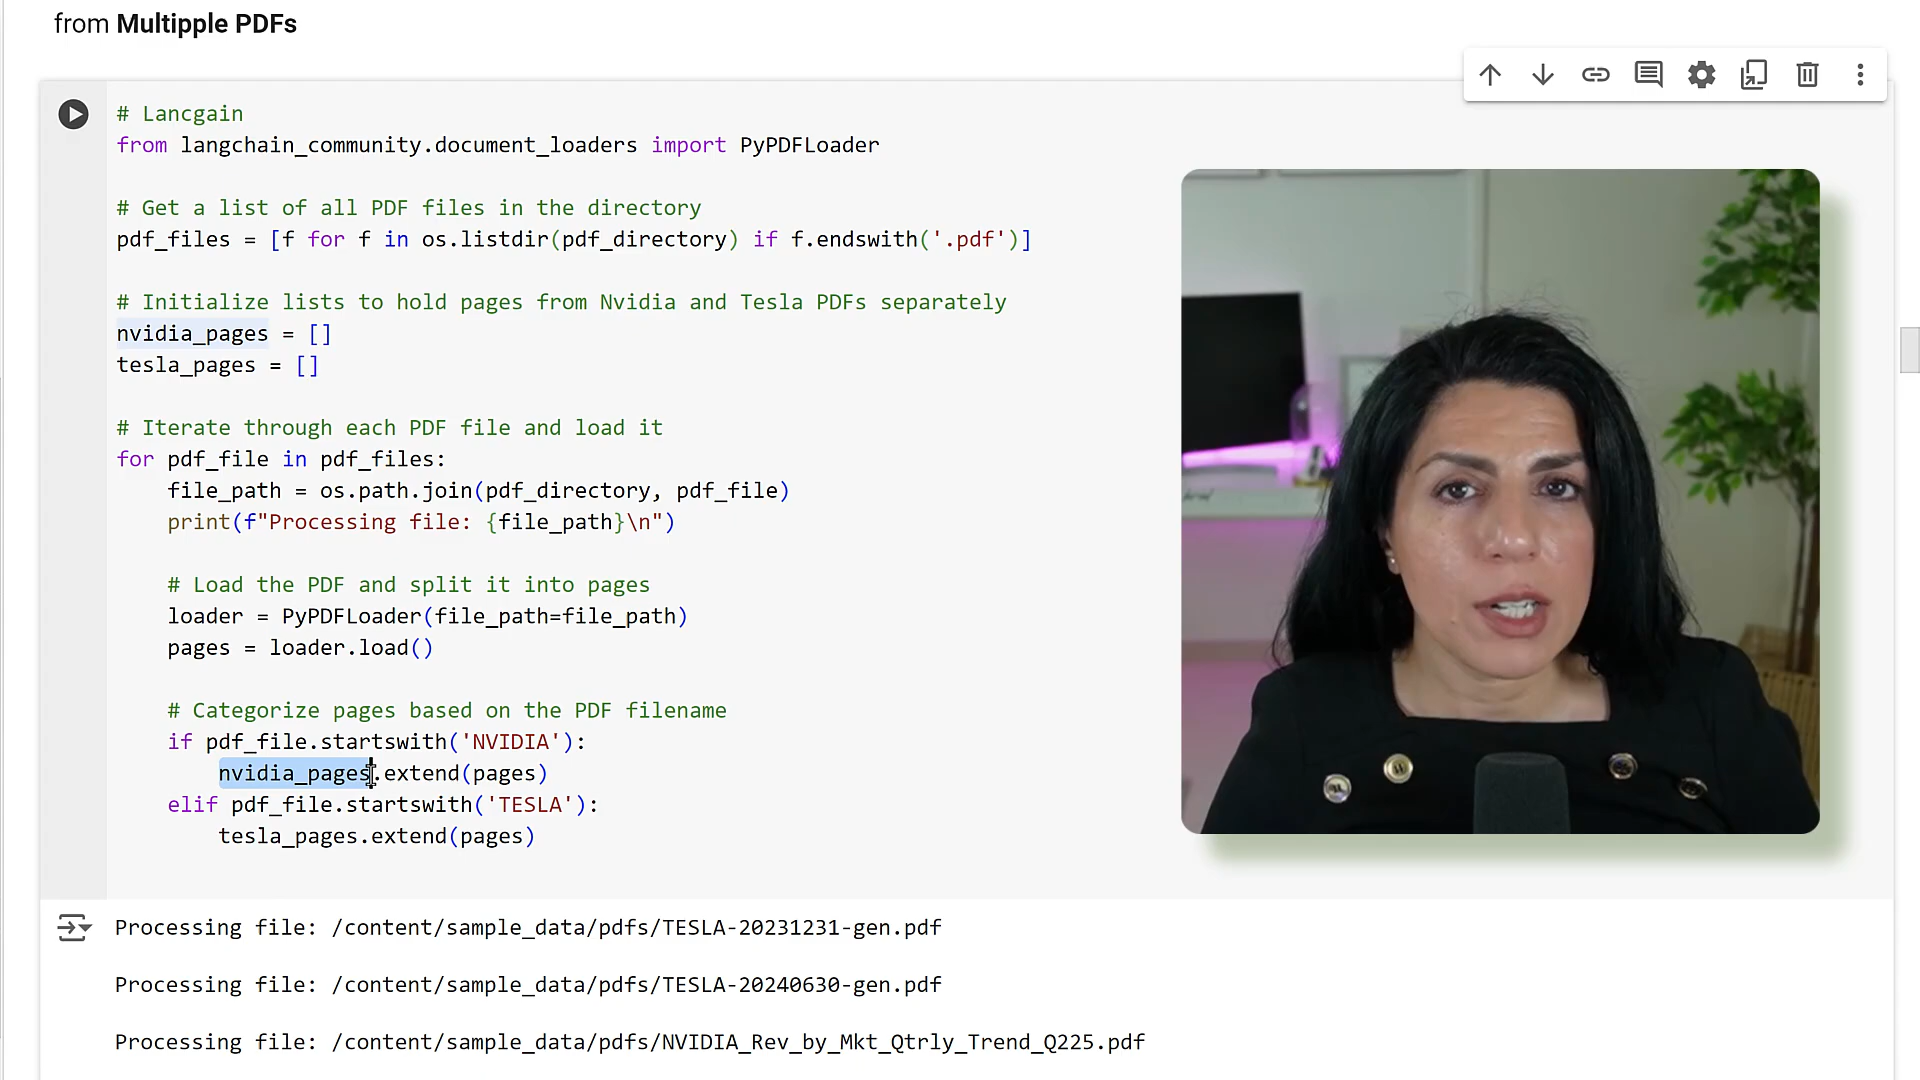 from Multipple PDFs
# Lancgain
from langchain_community.document_loaders import PyPDFLoader
# Get a list of all PDF files in the directory
pdf_files = [f for f in os.listdir(pdf_directory) if f.endswith('.pdf')]
# Initialize lists to hold pages from Nvidia and Tesla PDFs separately
nvidia_pages = []
tesla_pages = []
# Iterate through each PDF file and load it
for pdf_file in pdf_files:
    file_path = os.path.join(pdf_directory, pdf_file)
    print(f"Processing file: {file_path}\n")
    # Load the PDF and split it into pages
    loader = PyPDFLoader(file_path=file_path)
    pages = loader.load()
    # Categorize pages based on the PDF filename
    if pdf_file.startswith('NVIDIA'):
        nvidia_pages.extend(pages)
    elif pdf_file.startswith('TESLA'):
        tesla_pages.extend(pages)
Processing file: /content/sample_data/pdfs/TESLA-20231231-gen.pdf
Processing file: /content/sample_data/pdfs/TESLA-20240630-gen.pdf
Processing file: /content/sample_data/pdfs/NVIDIA_Rev_by_Mkt_Qtrly_Trend_Q225.pdf